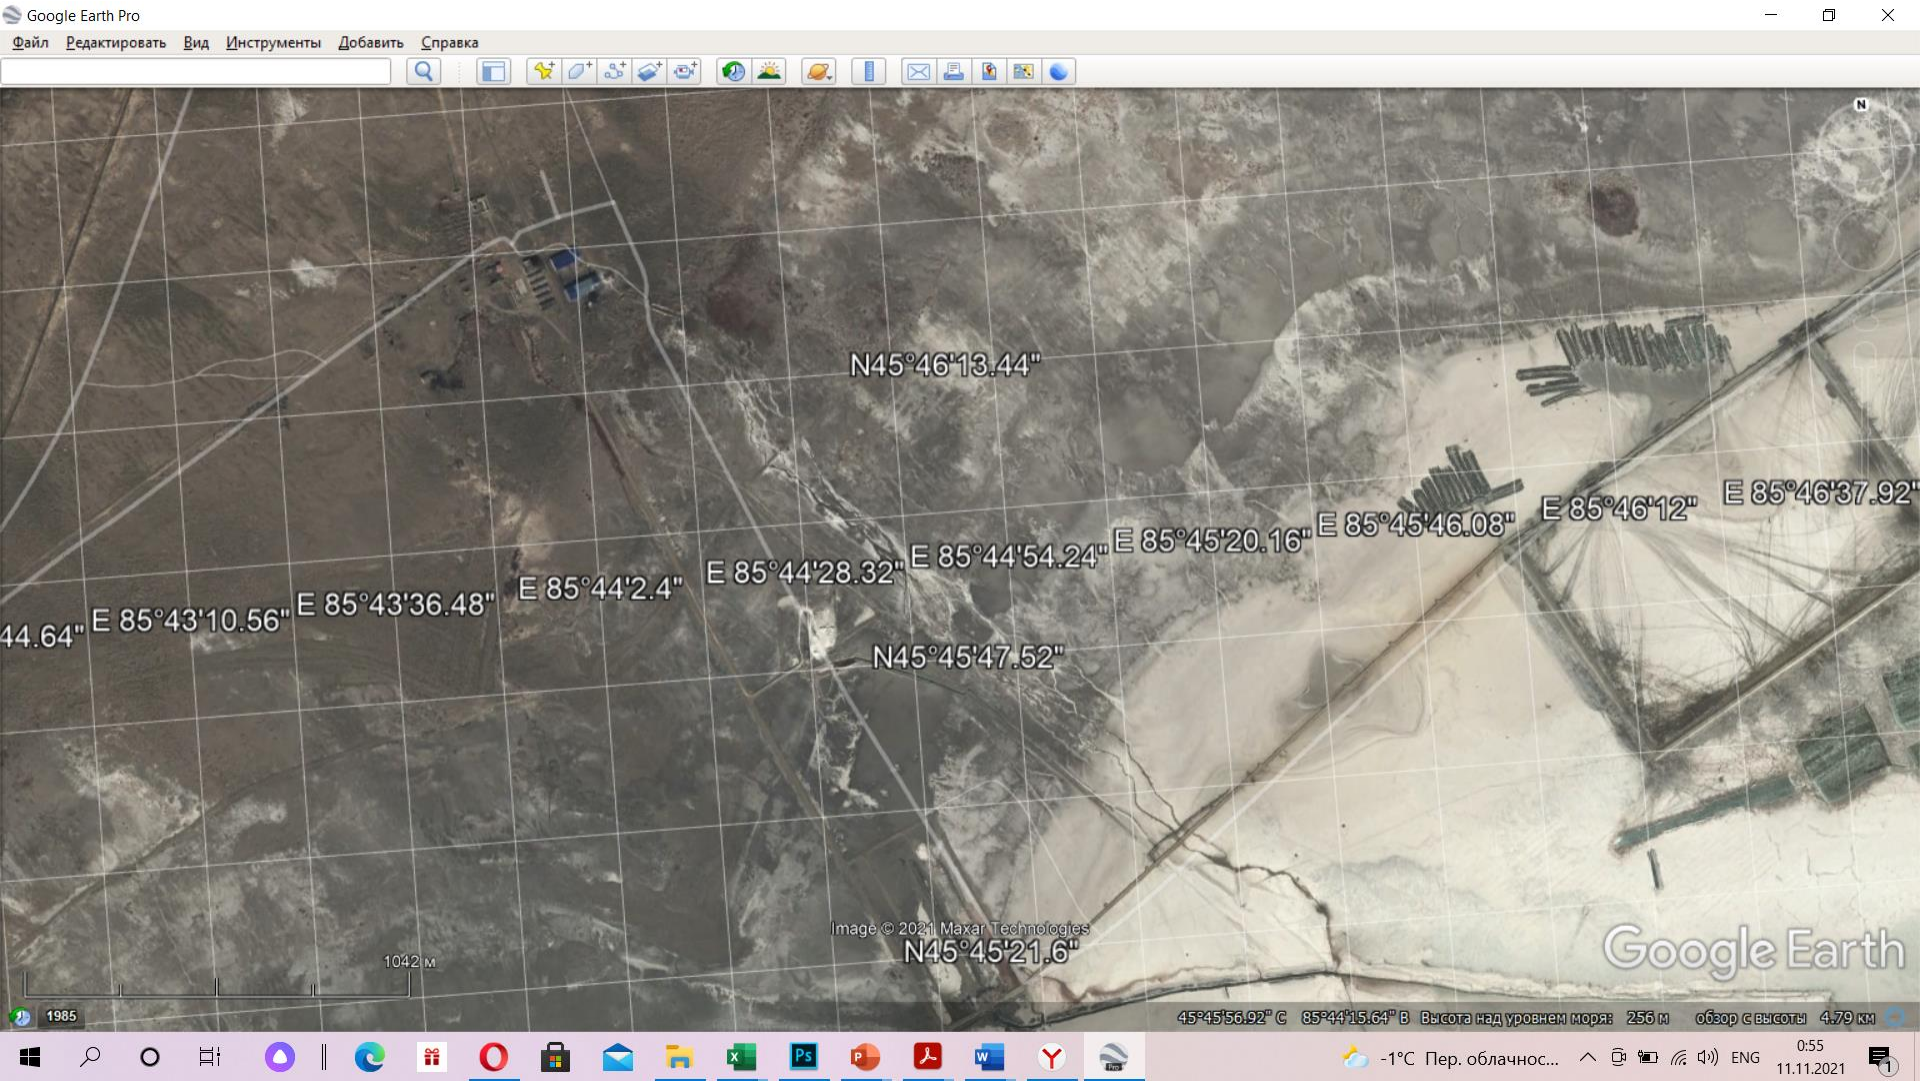 Google Earth Pro
Файл Редактировать Вид Инструменты Добавить Справка
N
N45°46'13.44"
E 85°46'37.92"
E 85°46'12"
E 85°45'46.08"
E 85°45'20.16"
E 85°44'54.24"
E 85°44'28.32"
E 85°44'2.4"
E 85°43'36.48"
E 85°43'10.56"
44.64"
N45°45'47.52"
Image © 2021 Maxar Technologies
N45°45'21.6"
Google Earth
1042 м
1985
45°45'56.92" С 85°44'15.64" В Высота над уровнем моря: 256 м обзор с высоты 4.79 км
-1°C Пер. облачнос... ENG
0:55
11.11.2021
1